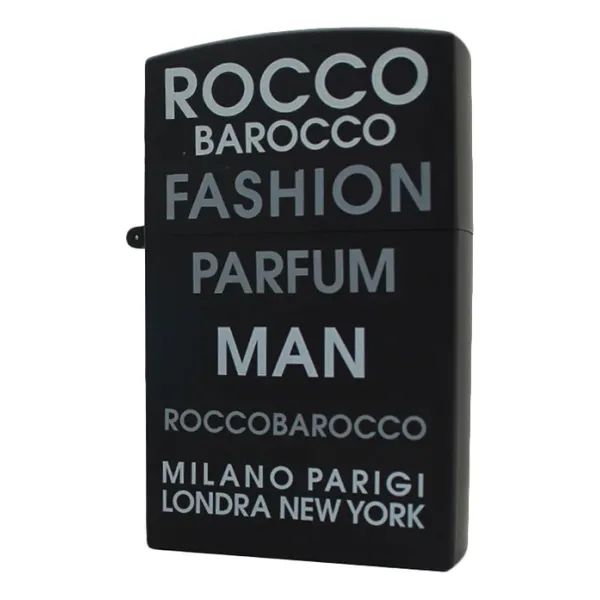 ROCCO
BAROCCO
FASHION
PARFUM
MAN
ROCCOBAROCCO
MILANO PARIGI
LONDRA NEW YORK